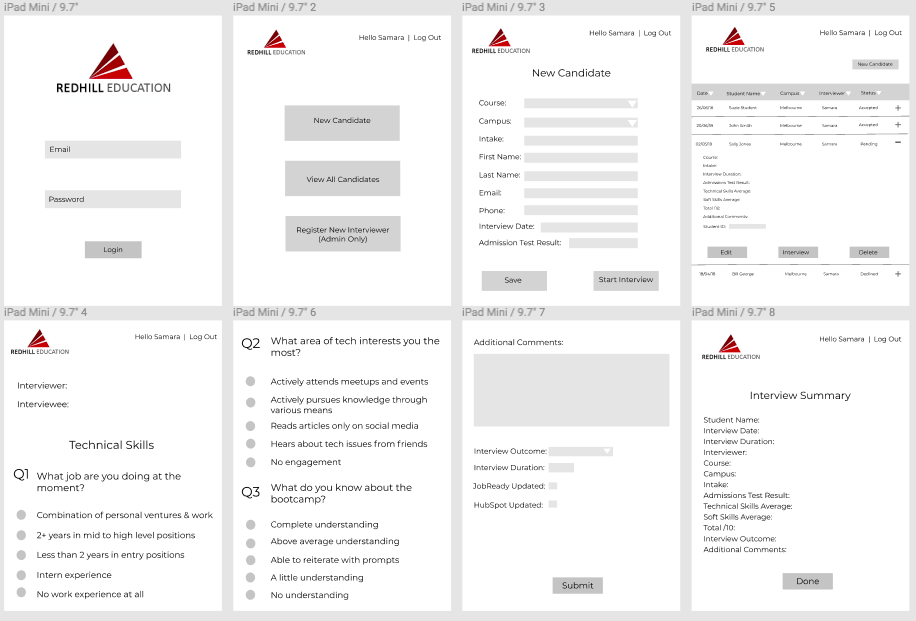 iPad Mini / 9.7"
REDHILL EDUCATION
Email
Password
Login
iPad Mini / 9.7" 2
REDHILL EDUCATION
Hello Samara | Log Out
New Candidate
View All Candidates
Register New Interviewer
(Admin Only)
iPad Mini / 9.7" 3
REDHILL EDUCATION
Hello Samara | Log Out
New Candidate
Course:
Campus:
Intake:
First Name:
Last Name:
Email:
Phone:
Interview Date:
Admission Test Result:
Save
Start Interview
iPad Mini / 9.7" 5
REDHILL EDUCATION
Hello Samara | Log Out
New Candidate
Date Student Name Campus Interviewer Status
Susie Student Melbourne Samara Accepted +
John Smith Melbourne Samara Accepted +
Sally Jones Melbourne Samara Pending –
Course:
Intake:
Interview Duration:
Admissions Test Result:
Technical Skills Average:
Soft Skills Average:
Total /10:
Additional Comments:
Student ID:
Edit Interview Delete
18/04/18 Bill George Melbourne Samara Declined +
iPad Mini / 9.7" 4
REDHILL EDUCATION
Hello Samara | Log Out
Interviewer:
Interviewee:
Technical Skills
Q1 What job are you doing at the
moment?
Combination of personal ventures & work
2+ years in mid to high level positions
Less than 2 years in entry positions
Intern experience
No work experience at all
iPad Mini / 9.7" 6
Q2 What area of tech interests you the
most?
Actively attends meetups and events
Actively pursues knowledge through
various means
Reads articles only on social media
Hears about tech issues from friends
No engagement
Q3 What do you know about the
bootcamp?
Complete understanding
Above average understanding
Able to reiterate with prompts
A little understanding
No understanding
iPad Mini / 9.7" 7
Additional Comments:
Interview Outcome:
Interview Duration:
JobReady Updated:
HubSpot Updated:
Submit
iPad Mini / 9.7" 8
REDHILL EDUCATION
Hello Samara | Log Out
Interview Summary
Student Name:
Interview Date:
Interview Duration:
Interviewer:
Course:
Campus:
Intake:
Admissions Test Result:
Technical Skills Average:
Soft Skills Average:
Total /10:
Interview Outcome:
Additional Comments:
Done